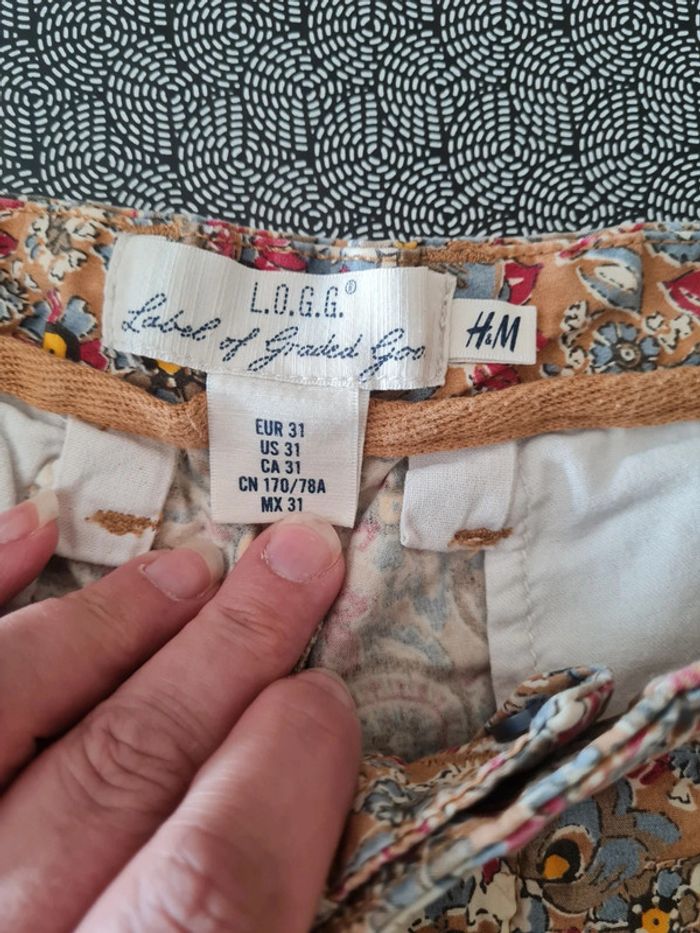 L.O.G.G.®
Label of Graded Goo
H&M
EUR 31
US 31
CA 31
CN 170/78A
MX 31